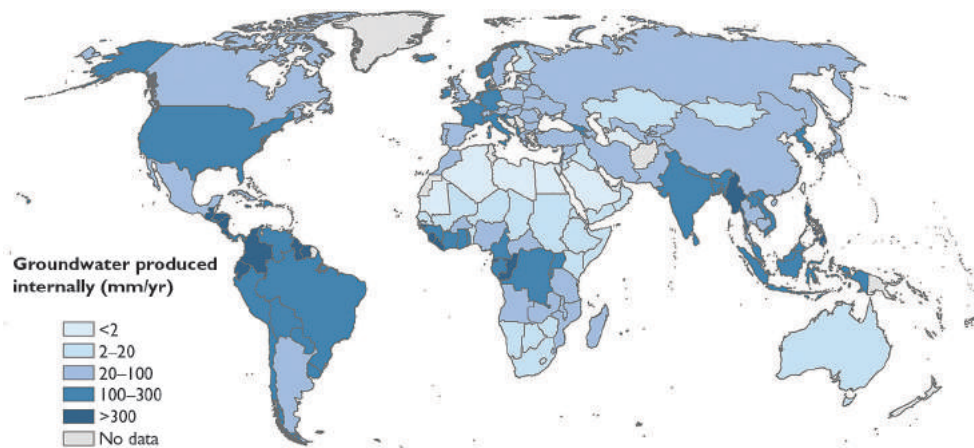 Groundwater produced
internally (mm/yr)
<2
2–20
20–100
100–300
>300
No data